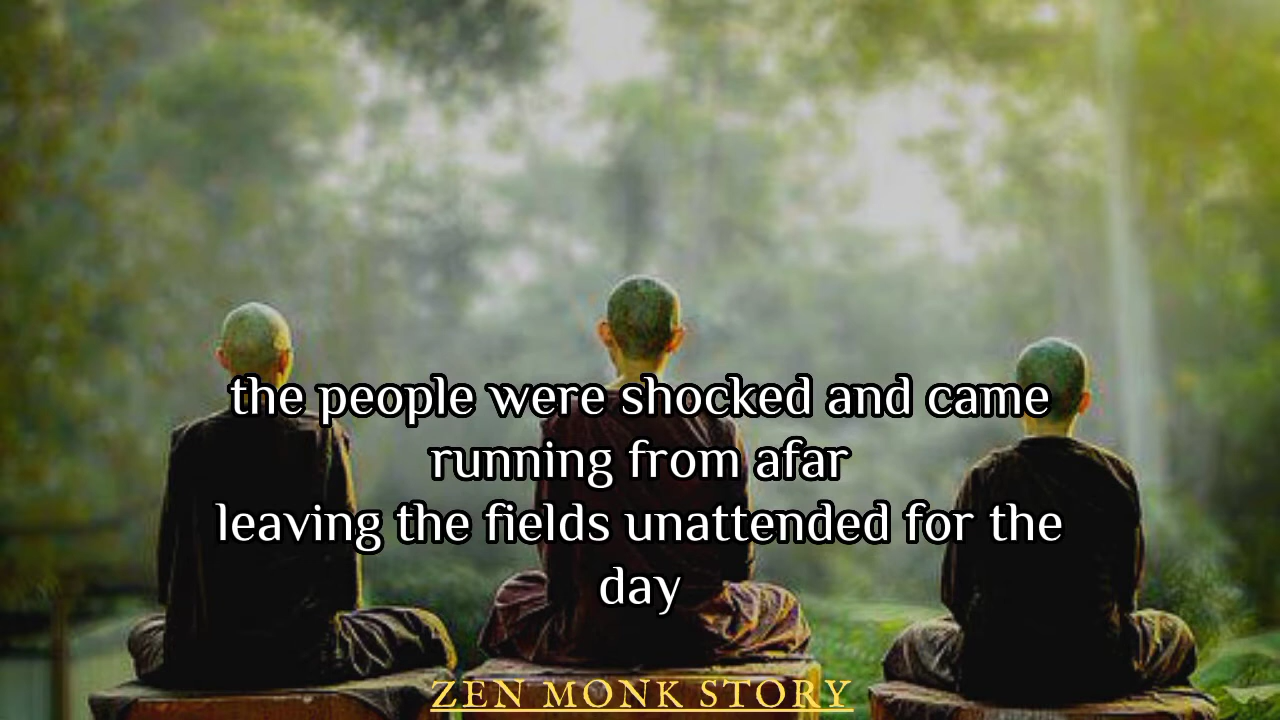 the people were shocked and came
running from afar
leaving the fields unattended for the
day
ZEN MONK STORY